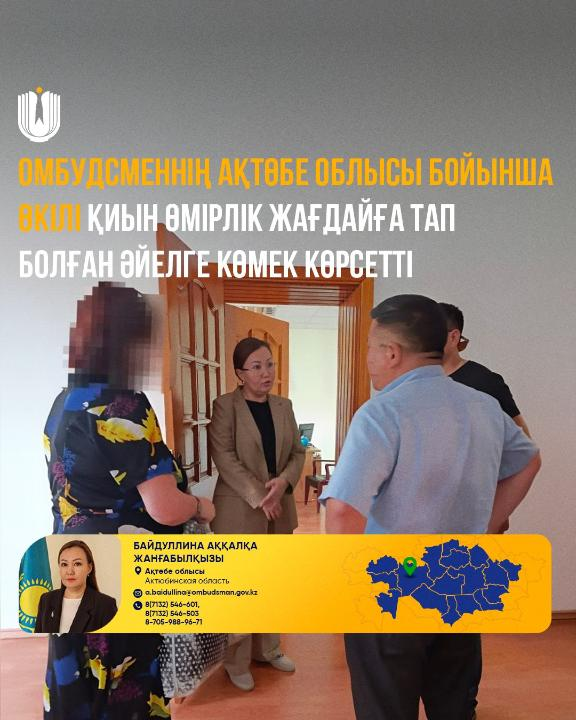 ОМБУДСМЕННІҢ АҚТӨБЕ ОБЛЫСЫ БОЙЫНША
ӨКІЛІ ҚИЫН ӨМІРЛІК ЖАҒДАЙҒА ТАП
БОЛҒАН ӘЙЕЛГЕ КӨМЕК КӨРСЕТТІ
БАЙДУЛЛИНА АҚҚАЛҚА
ЖАНҒАБЫЛҚЫЗЫ
Ақтөбе облысы
Актюбинская область
a.baidullina@ombudsman.gov.kz
8(7132) 546-601,
8(7132) 546-503
8-705-988-96-71